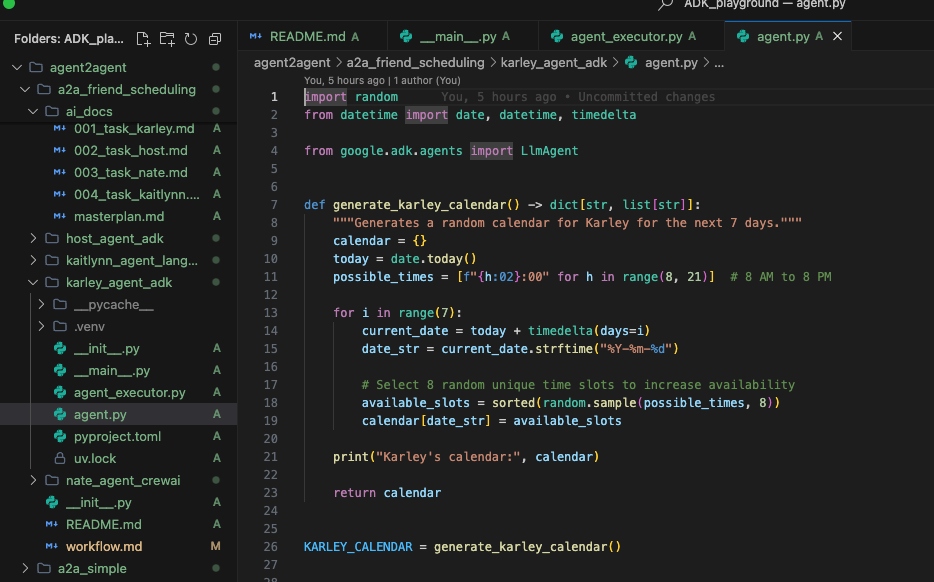 ADK_playground — agent.py
Folders: ADK_pla...
README.md A
__main__.py A
agent_executor.py A
agent.py A
agent2agent
a2a_friend_scheduling
ai_docs
001_task_karley.md A
002_task_host.md A
003_task_nate.md A
004_task_kaitlynn.... A
masterplan.md A
host_agent_adk
kaitlynn_agent_lang...
karley_agent_adk
__pycache__
.venv
__init__.py A
__main__.py A
agent_executor.py A
agent.py A
pyproject.toml A
uv.lock A
nate_agent_crewai
__init__.py A
README.md A
workflow.md M
a2a_simple
agent2agent > a2a_friend_scheduling > karley_agent_adk > agent.py > ...
You, 5 hours ago | 1 author (You)
1 import random You, 5 hours ago • Uncommitted changes
2 from datetime import date, datetime, timedelta
3
4 from google.adk.agents import LlmAgent
5
6
7 def generate_karley_calendar() -> dict[str, list[str]]:
8 """Generates a random calendar for Karley for the next 7 days."""
9 calendar = {}
10 today = date.today()
11 possible_times = [f"{h:02}:00" for h in range(8, 21)] # 8 AM to 8 PM
12
13 for i in range(7):
14 current_date = today + timedelta(days=i)
15 date_str = current_date.strftime("%Y-%m-%d")
16
17 # Select 8 random unique time slots to increase availability
18 available_slots = sorted(random.sample(possible_times, 8))
19 calendar[date_str] = available_slots
20
21 print("Karley's calendar:", calendar)
22
23 return calendar
24
25
26 KARLEY_CALENDAR = generate_karley_calendar()
27